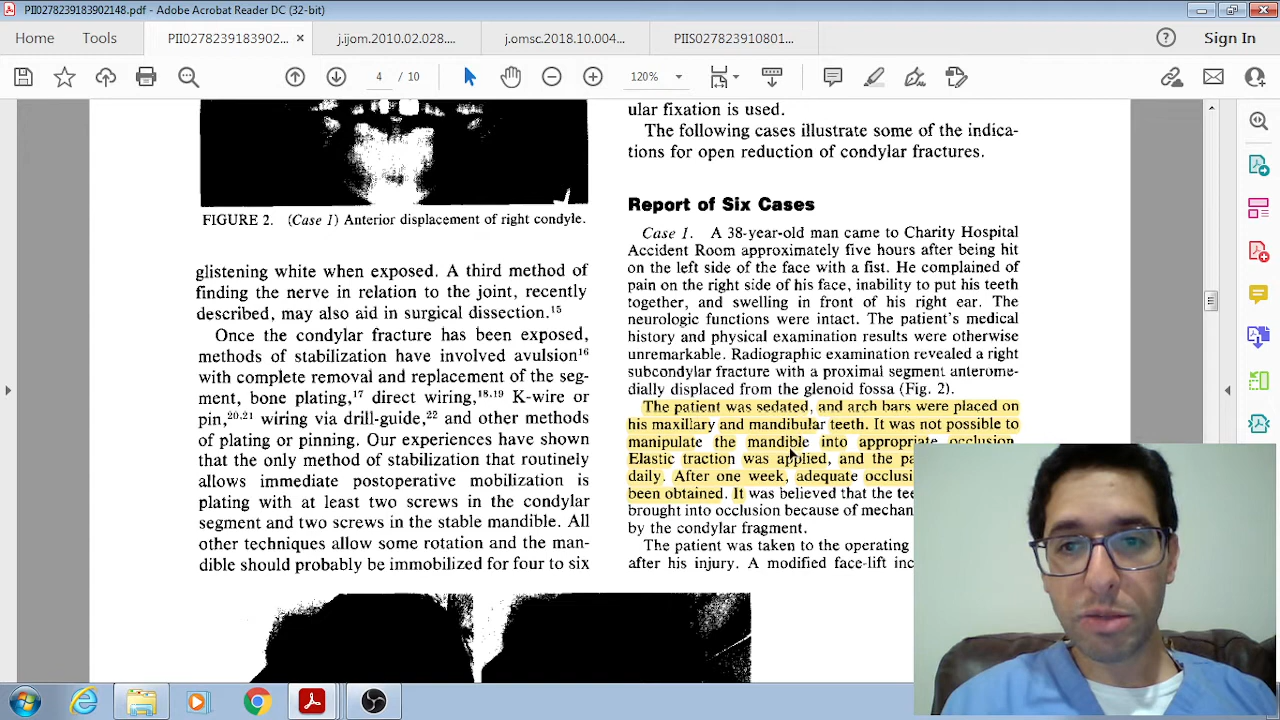 PII0278239183902148.pdf - Adobe Acrobat Reader DC (32-bit)
Home
Tools
PII0278239183902...
j.ijom.2010.02.028....
j.omsc.2018.10.004...
PIIS027823910801...
Sign In
4 / 10
120%
ular fixation is used.
The following cases illustrate some of the indica-
tions for open reduction of condylar fractures.
FIGURE 2. (Case 1) Anterior displacement of right condyle.
glistening white when exposed. A third method of
finding the nerve in relation to the joint, recently
described, may also aid in surgical dissection.15
Once the condylar fracture has been exposed,
methods of stabilization have involved avulsion16
with complete removal and replacement of the seg-
ment, bone plating,17 direct wiring,18,19 K-wire or
pin,20,21 wiring via drill-guide,22 and other methods
of plating or pinning. Our experiences have shown
that the only method of stabilization that routinely
allows immediate postoperative mobilization is
plating with at least two screws in the condylar
segment and two screws in the stable mandible. All
other techniques allow some rotation and the man-
dible should probably be immobilized for four to six
Report of Six Cases
Case 1. A 38-year-old man came to Charity Hospital
Accident Room approximately five hours after being hit
on the left side of the face with a fist. He complained of
pain on the right side of his face, inability to put his teeth
together, and swelling in front of his right ear. The
neurologic functions were intact. The patient's medical
history and physical examination results were otherwise
unremarkable. Radiographic examination revealed a right
subcondylar fracture with a proximal segment anterome-
dially displaced from the glenoid fossa (Fig. 2).
The patient was sedated, and arch bars were placed on
his maxillary and mandibular teeth. It was not possible to
manipulate the mandible into appropriate occlusion.
Elastic traction was applied, and the pa
daily. After one week, adequate occlusi
been obtained. It was believed that the tee
brought into occlusion because of mechan
by the condylar fragment.
The patient was taken to the operating
after his injury. A modified face-lift inc